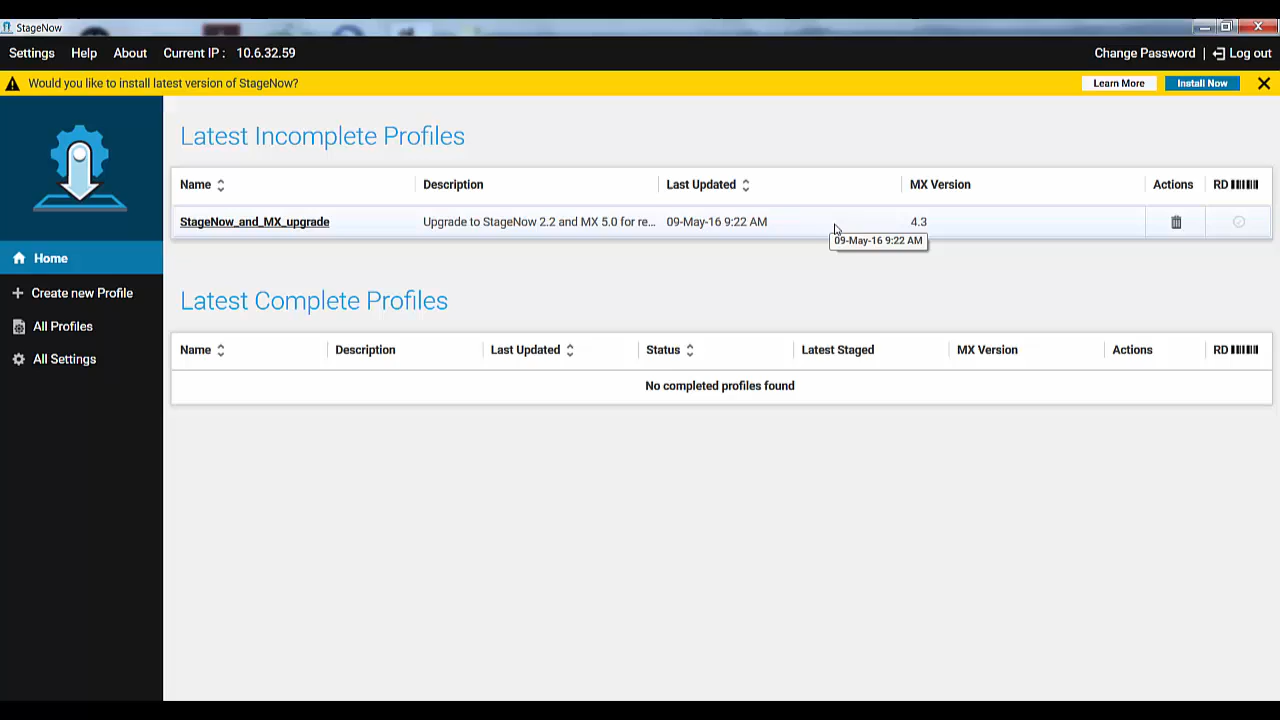 StageNow
Settings Help About Current IP : 10.6.32.59 Change Password | Log out
Would you like to install latest version of StageNow? Learn More Install Now
Latest Incomplete Profiles
Name Description Last Updated MX Version Actions RD
StageNow_and_MX_upgrade Upgrade to StageNow 2.2 and MX 5.0 for re... 09-May-16 9:22 AM 4.3
09-May-16 9:22 AM
Home
Create new Profile
All Profiles
All Settings
Latest Complete Profiles
Name Description Last Updated Status Latest Staged MX Version Actions RD
No completed profiles found